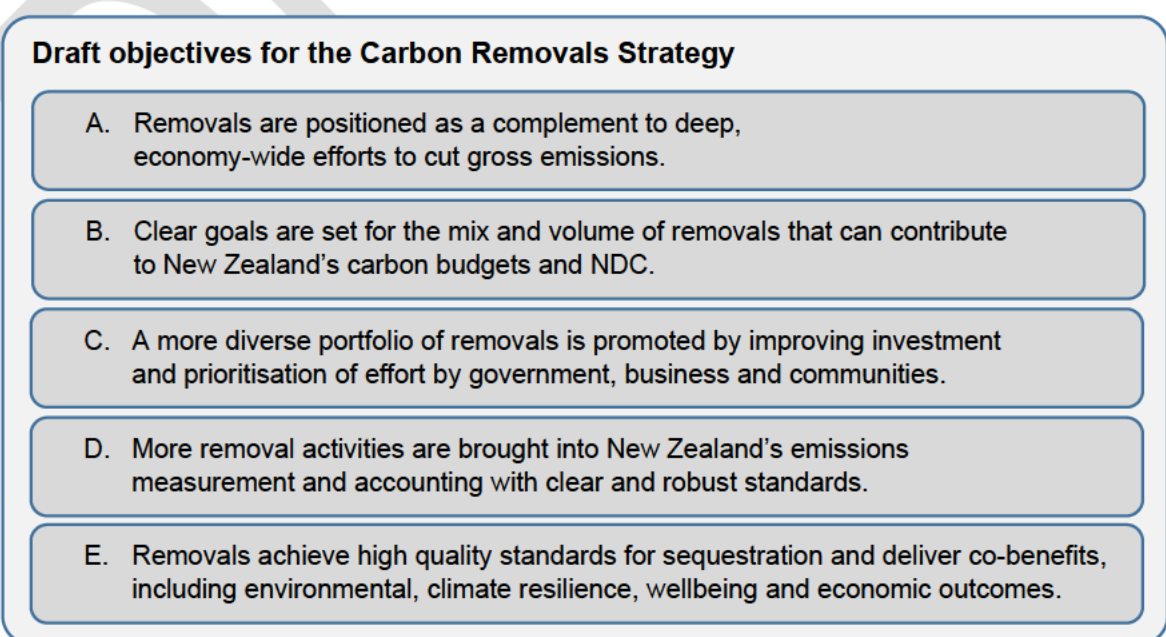 Draft objectives for the Carbon Removals Strategy
A. Removals are positioned as a complement to deep,
economy-wide efforts to cut gross emissions.
B. Clear goals are set for the mix and volume of removals that can contribute
to New Zealand’s carbon budgets and NDC.
C. A more diverse portfolio of removals is promoted by improving investment
and prioritisation of effort by government, business and communities.
D. More removal activities are brought into New Zealand’s emissions
measurement and accounting with clear and robust standards.
E. Removals achieve high quality standards for sequestration and deliver co-benefits,
including environmental, climate resilience, wellbeing and economic outcomes.